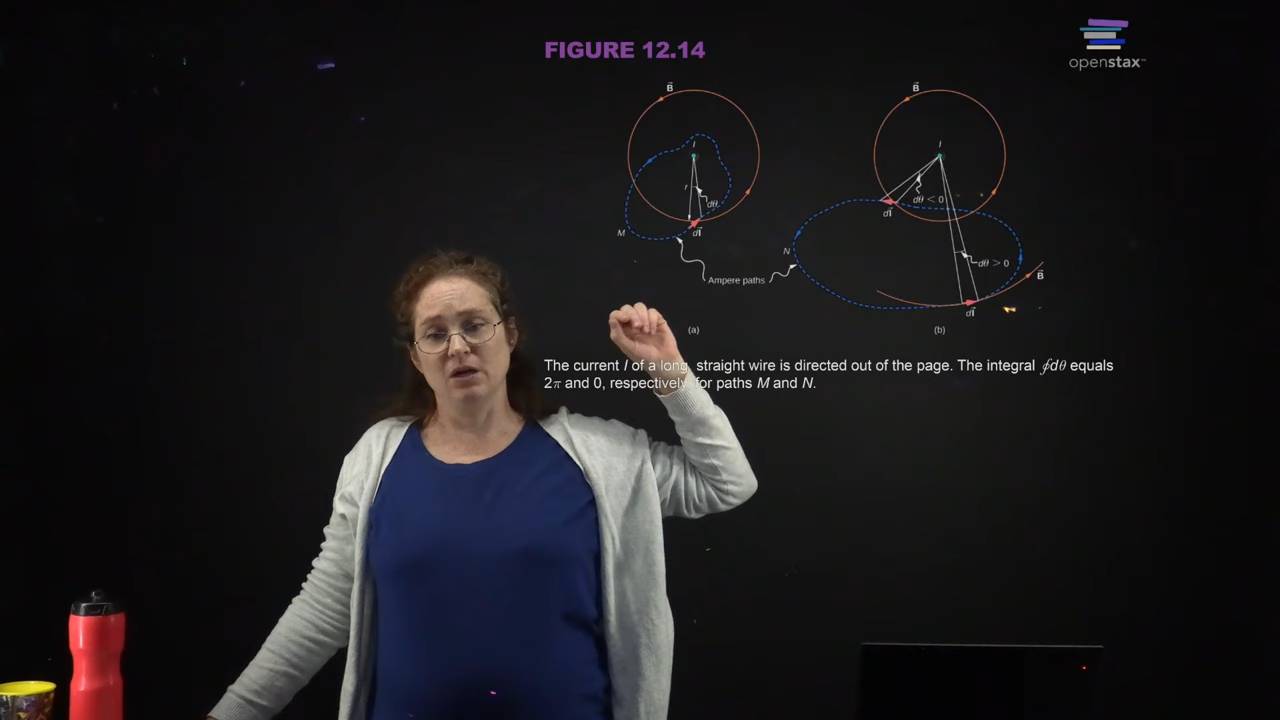 FIGURE 12.14
openstax™
B⃗
B⃗
I
I
r
dθ
dθ < 0
dl⃗
dl⃗
M
N
dθ > 0
B⃗
Ampere paths
dl⃗
(a)
(b)
The current I of a long, straight wire is directed out of the page. The integral ∮dθ equals
2π and 0, respectively, for paths M and N.